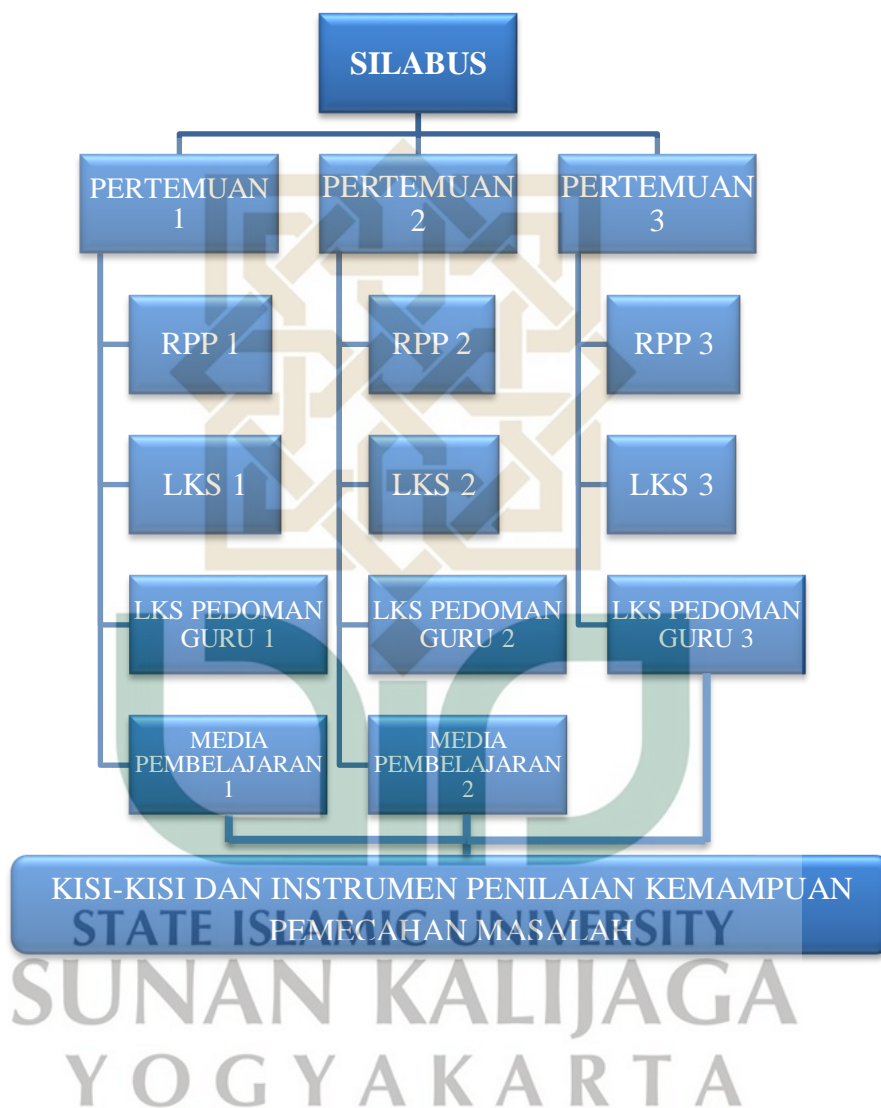 SILABUS
PERTEMUAN
1
PERTEMUAN
2
PERTEMUAN
3
RPP 1
RPP 2
RPP 3
LKS 1
LKS 2
LKS 3
LKS PEDOMAN
GURU 1
LKS PEDOMAN
GURU 2
LKS PEDOMAN
GURU 3
MEDIA
PEMBELAJARAN
1
MEDIA
PEMBELAJARAN
2
KISI-KISI DAN INSTRUMEN PENILAIAN KEMAMPUAN
PEMECAHAN MASALAH
STATE ISLAMIC UNIVERSITY
SUNAN KALIJAGA
YOGYAKARTA